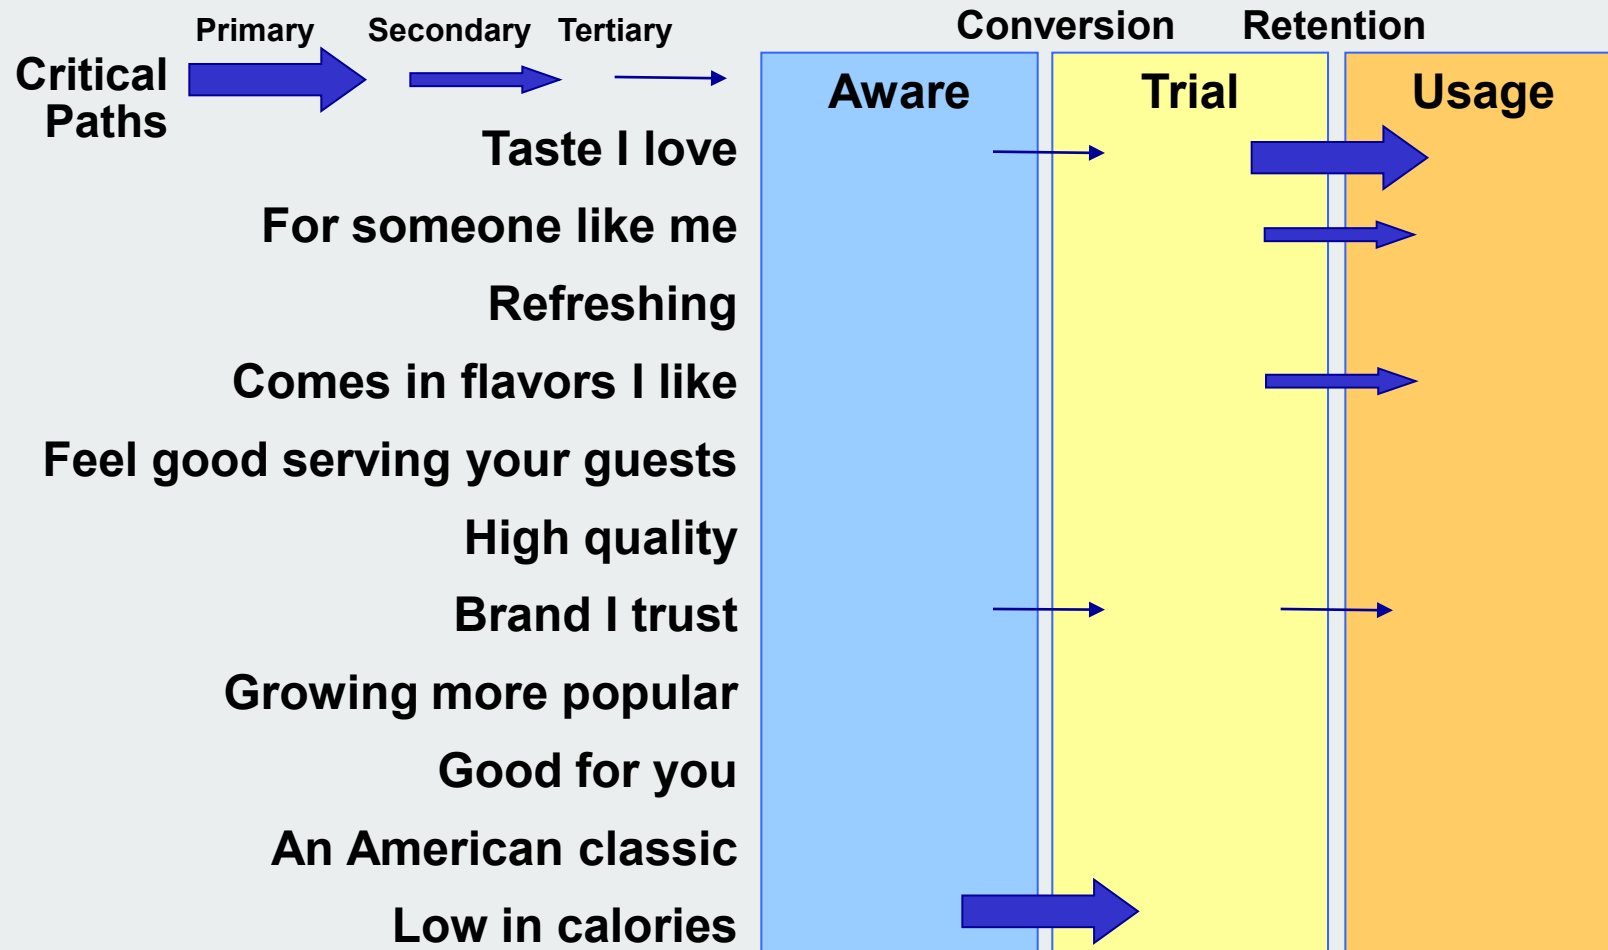 Primary Secondary Tertiary Conversion Retention
Critical
Paths
Aware Trial Usage
Taste I love
For someone like me
Refreshing
Comes in flavors I like
Feel good serving your guests
High quality
Brand I trust
Growing more popular
Good for you
An American classic
Low in calories